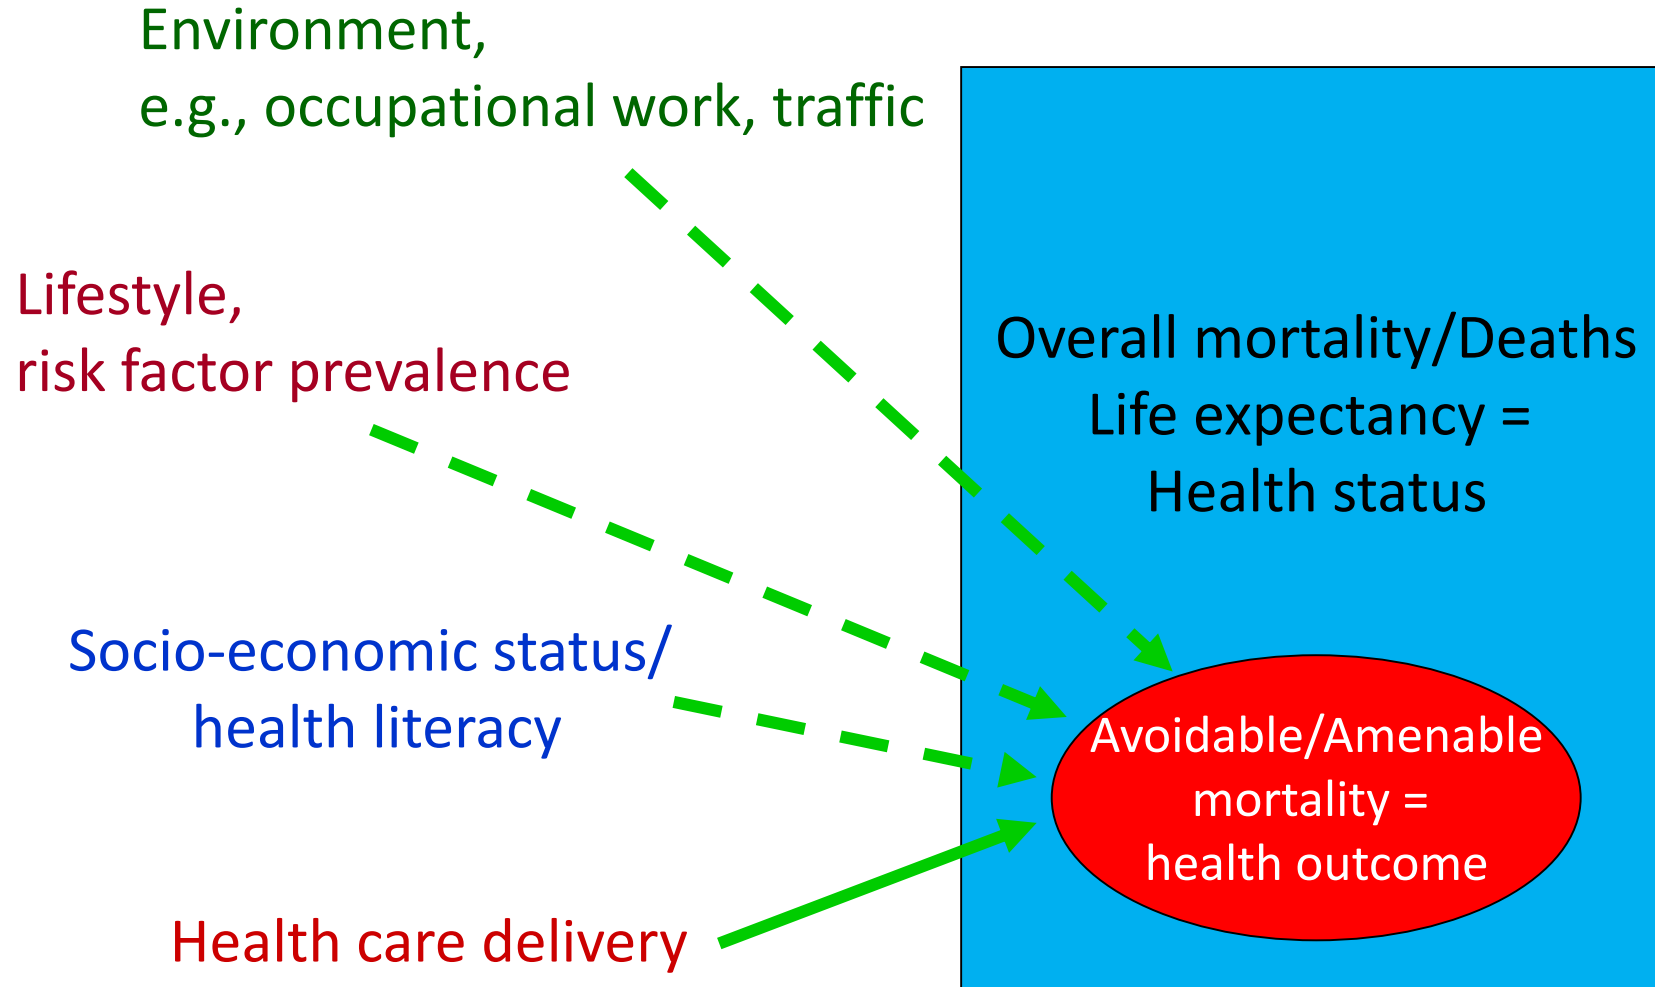 Environment,
e.g., occupational work, traffic
Lifestyle,
risk factor prevalence
Socio-economic status/
health literacy
Health care delivery
Overall mortality/Deaths
Life expectancy =
Health status
Avoidable/Amenable
mortality =
health outcome